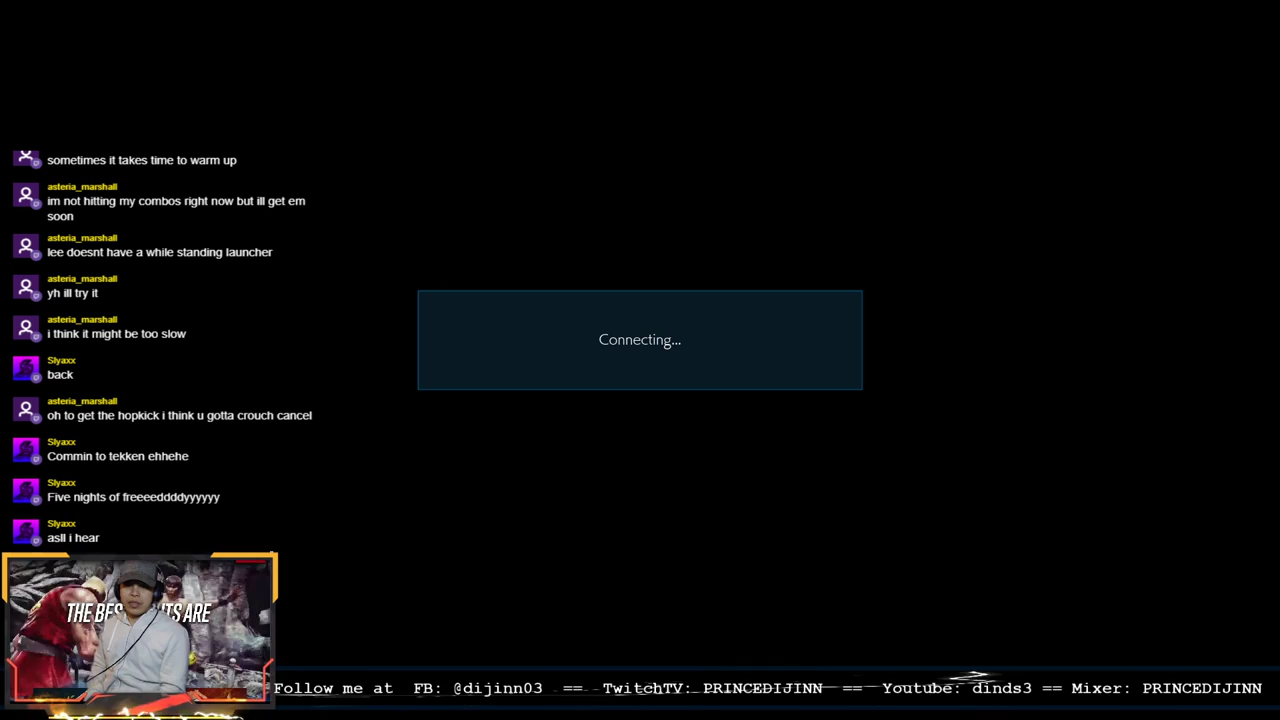 sometimes it takes time to warm up
asteria_marshall
im not hitting my combos right now but ill get em
soon
asteria_marshall
lee doesnt have a while standing launcher
asteria_marshall
yh ill try it
asteria_marshall
i think it might be too slow
Slyaxx
back
asteria_marshall
oh to get the hopkick i think u gotta crouch cancel
Slyaxx
Commin to tekken ehhehe
Slyaxx
Five nights of freeeeddddyyyyyy
Slyaxx
asll i hear
Connecting...
THE BES
TS ARE
Follow me at FB: @dijinn03 == TwitchTV: PRINCEDIJINN == Youtube: dinds3 == Mixer: PRINCEDIJINN